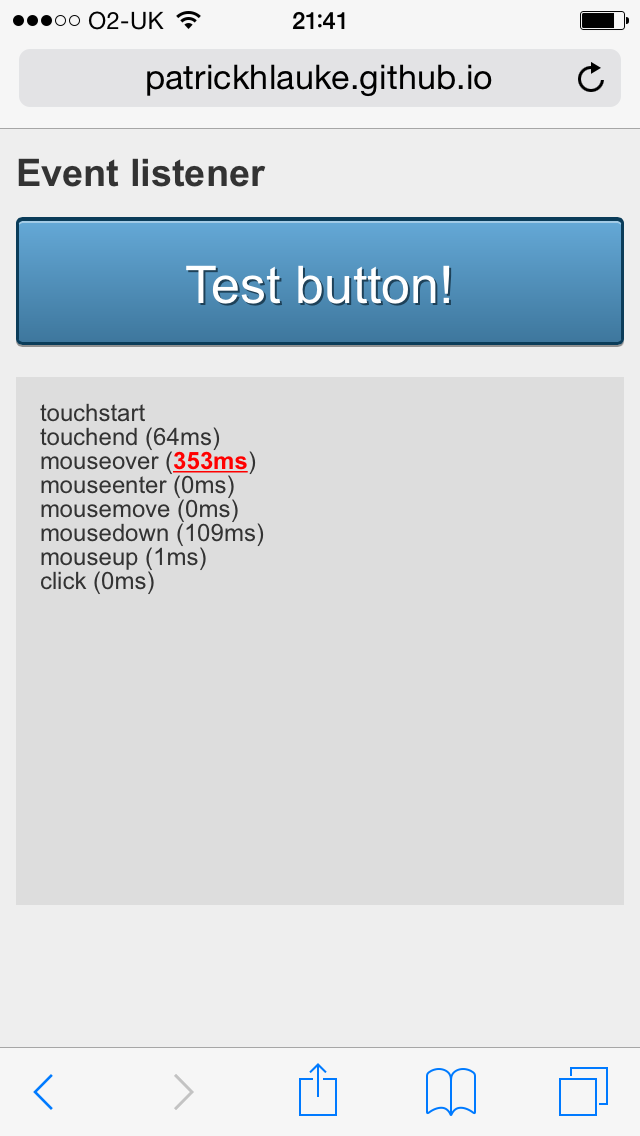 O2-UK 21:41
patrickhlauke.github.io
Event listener
Test button!
touchstart
touchend (64ms)
mouseover (353ms)
mouseenter (0ms)
mousemove (0ms)
mousedown (109ms)
mouseup (1ms)
click (0ms)